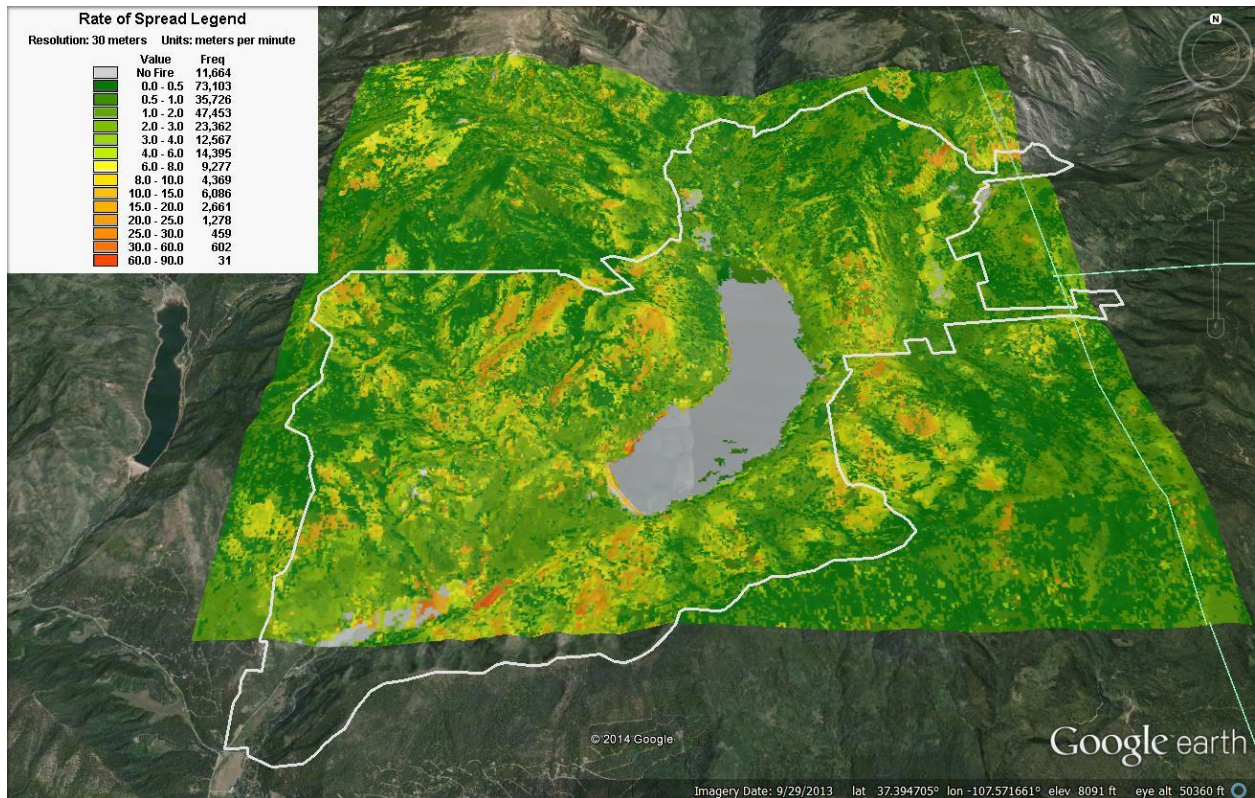 Rate of Spread Legend
Resolution: 30 meters Units: meters per minute
Value Freq
No Fire 11,664
0.0 - 0.5 73,103
0.5 - 1.0 35,726
1.0 - 2.0 47,453
2.0 - 3.0 23,362
3.0 - 4.0 12,567
4.0 - 6.0 14,395
6.0 - 8.0 9,277
8.0 - 10.0 4,369
10.0 - 15.0 6,086
15.0 - 20.0 2,661
20.0 - 25.0 1,278
25.0 - 30.0 459
30.0 - 60.0 602
60.0 - 90.0 31
N
© 2014 Google
Google earth
Imagery Date: 9/29/2013 lat 37.394705° lon -107.571661° elev 8091 ft eye alt 50360 ft